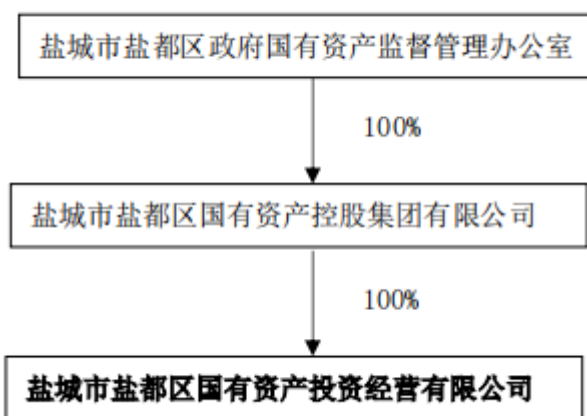 盐城市盐都区政府国有资产监督管理办公室
100%
盐城市盐都区国有资产控股集团有限公司
100%
盐城市盐都区国有资产投资经营有限公司